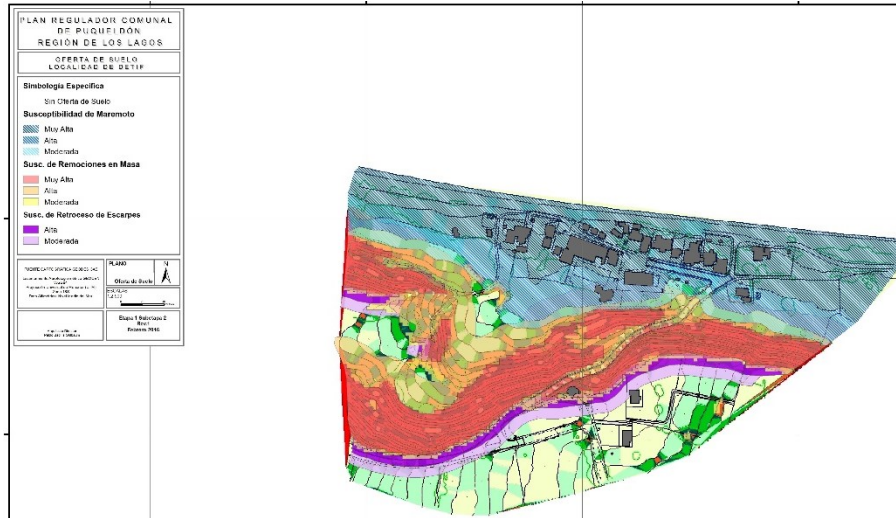 PLAN REGULADOR COMUNAL
DE PUQUELDÓN
REGIÓN DE LOS LAGOS
OFERTA DE SUELO
LOCALIDAD DE DETIF
Simbología Específica
Sin Oferta de Suelo
Susceptibilidad de Maremoto
Muy Alta
Alta
Moderada
Susc. de Remociones en Masa
Muy Alta
Alta
Moderada
Susc. de Retroceso de Escarpes
Alta
Moderada
PLANO
Oferta de Suelo
N
ESCALA
Etapa 1 Subetapa 2